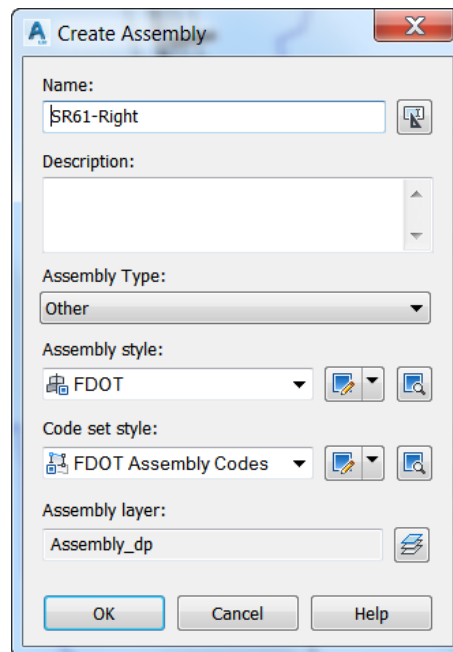 Create Assembly
Name:
SR61-Right
Description:
Assembly Type:
Other
Assembly style:
FDOT
Code set style:
FDOT Assembly Codes
Assembly layer:
Assembly_dp
OK Cancel Help